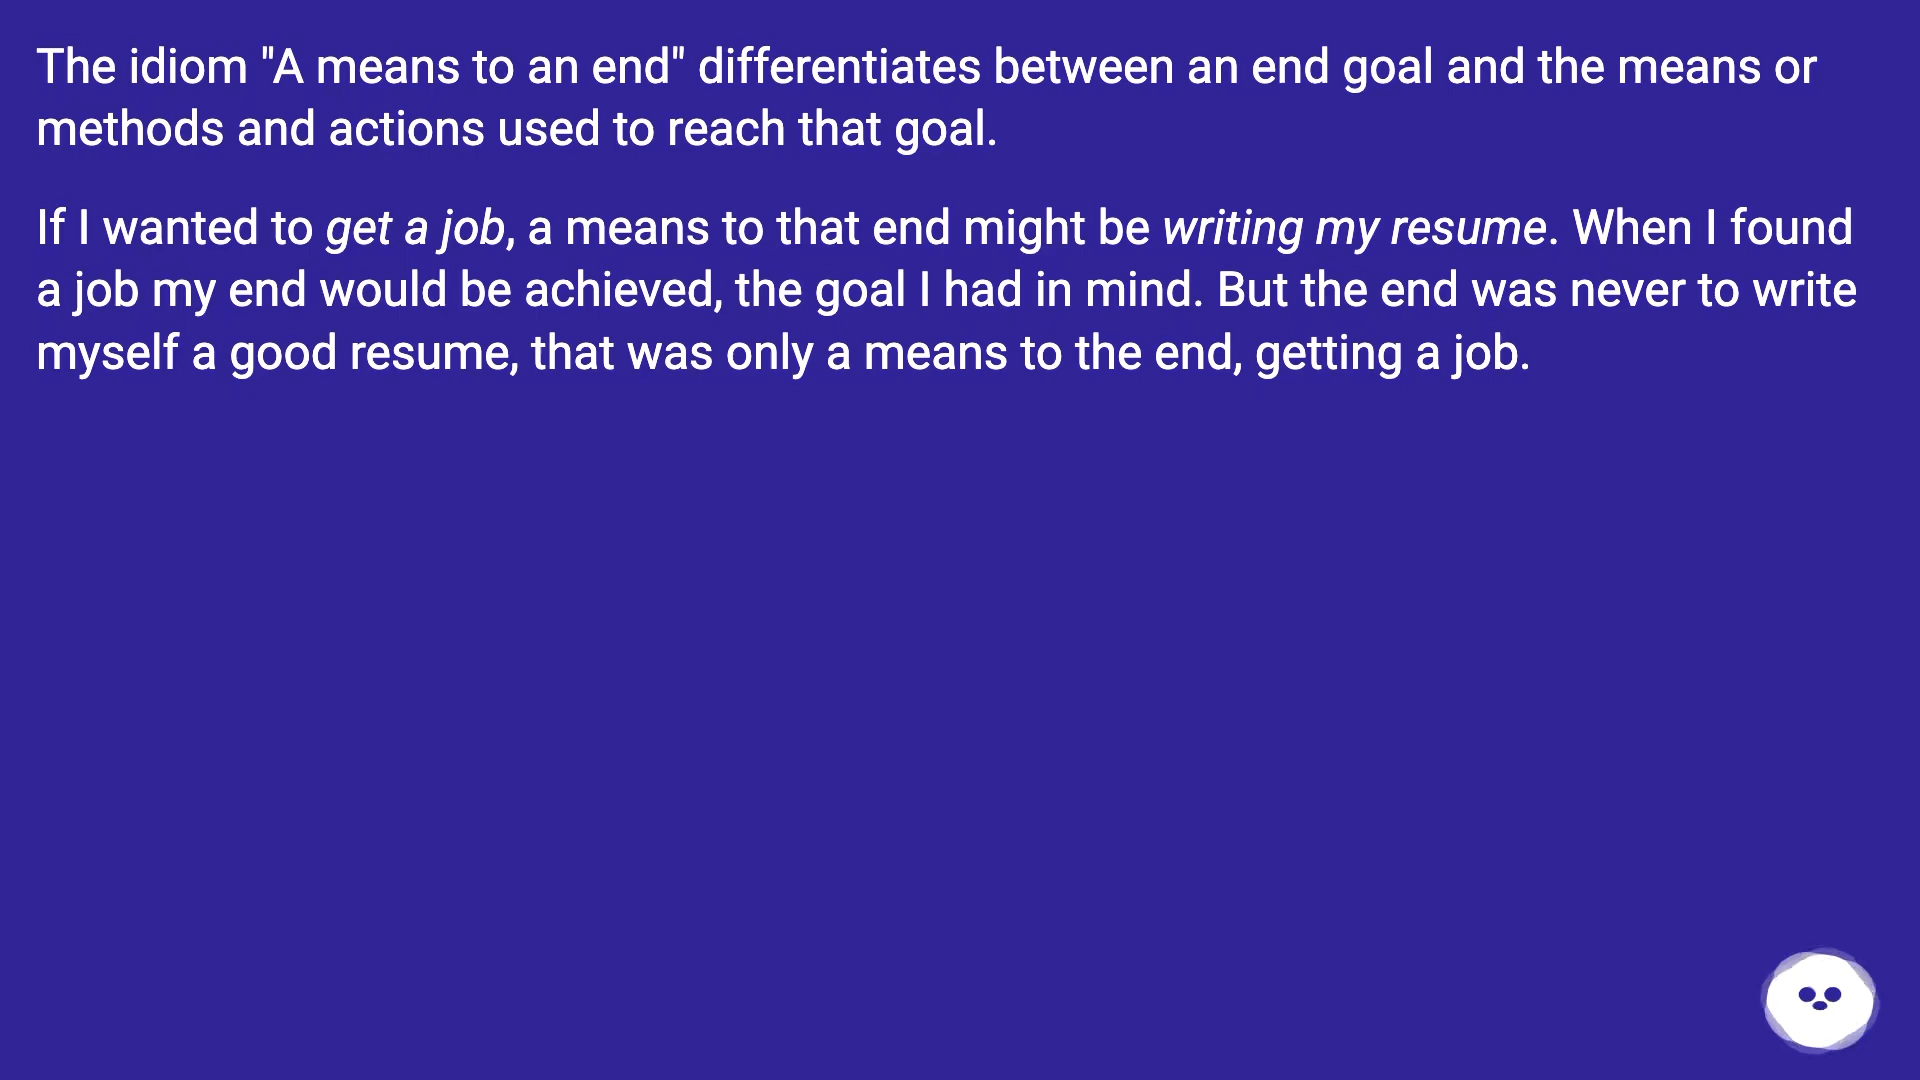 The idiom "A means to an end" differentiates between an end goal and the means or
methods and actions used to reach that goal.
If I wanted to get a job, a means to that end might be writing my resume. When I found
a job my end would be achieved, the goal I had in mind. But the end was never to write
myself a good resume, that was only a means to the end, getting a job.